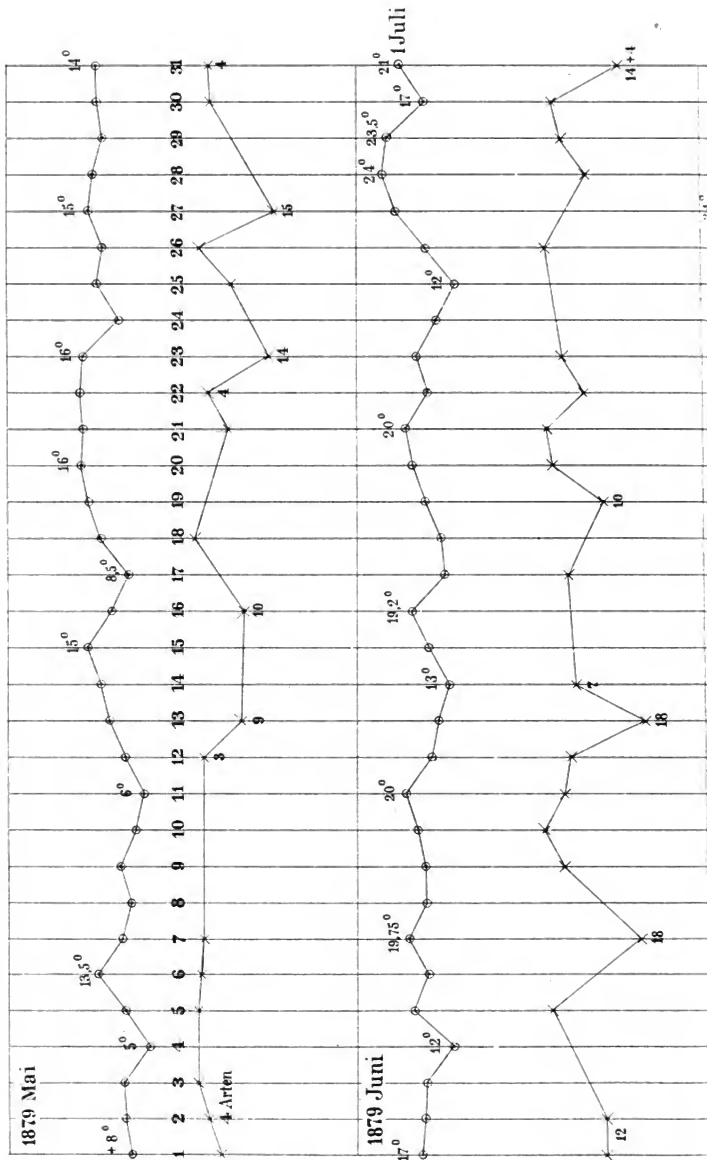 1879 Mai
+8° 5° 13,5° 6° 15° 8,5° 16° 16° 15° 14°
1 2 3 4 5 6 7 8 9 10 11 12 13 14 15 16 17 18 19 20 21 22 23 24 25 26 27 28 29 30 31
4 Arten 3 9 10 4 14 15 4
1879 Juni
1 Juli
17° 12° 19,75° 20° 13° 19,2° 20° 12° 24° 23,5° 17° 21°
12 18 18 7 10 14+4